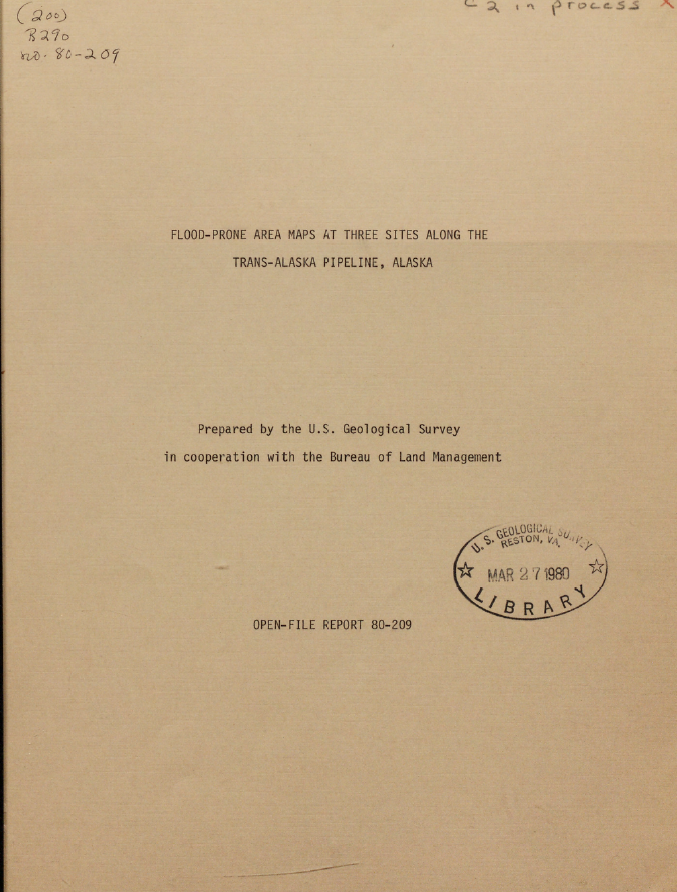 (200)
R290
no. 80-209
C 2 in process X
FLOOD-PRONE AREA MAPS AT THREE SITES ALONG THE
TRANS-ALASKA PIPELINE, ALASKA
Prepared by the U.S. Geological Survey
in cooperation with the Bureau of Land Management
U. S. GEOLOGICAL SURVEY
RESTON, VA.
MAR 27 1980
LIBRARY
OPEN-FILE REPORT 80-209